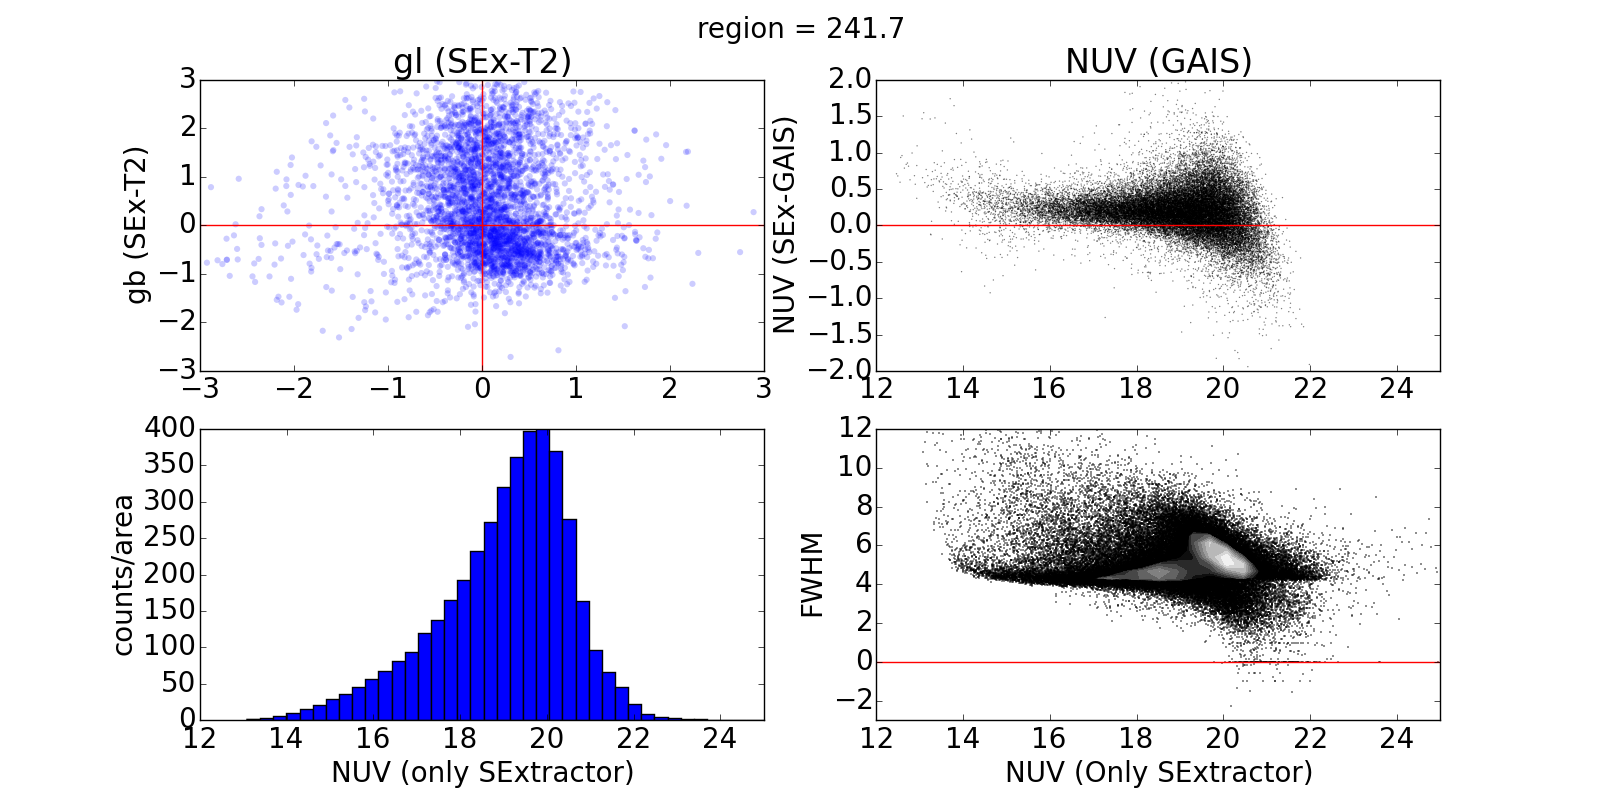 region = 241.7
gl (SEx-T2)
NUV (GAIS)
gb (SEx-T2)
3
2
1
0
−1
−2
−3
−3 −2 −1 0 1 2 3
NUV (SEx-GAIS)
2.0
1.5
1.0
0.5
0.0
−0.5
−1.0
−1.5
−2.0
12 14 16 18 20 22 24
counts/area
400
350
300
250
200
150
100
50
0
12 14 16 18 20 22 24
NUV (only SExtractor)
FWHM
12
10
8
6
4
2
0
−2
12 14 16 18 20 22 24
NUV (Only SExtractor)